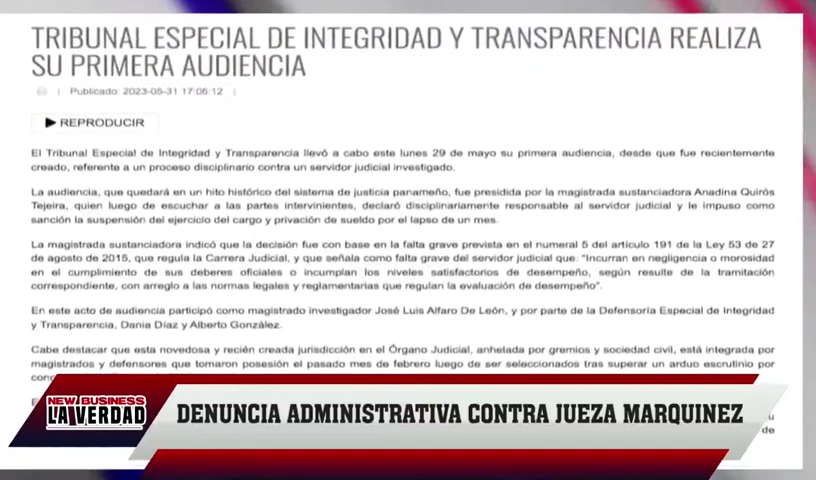 TRIBUNAL ESPECIAL DE INTEGRIDAD Y TRANSPARENCIA REALIZA
SU PRIMERA AUDIENCIA
Publicado: 2023-05-31 17:06:12
REPRODUCIR
El Tribunal Especial de Integridad y Transparencia llevó a cabo este lunes 29 de mayo su primera audiencia, desde que fue recientemente
creado, referente a un proceso disciplinario contra un servidor judicial investigado.
La audiencia, que quedará en un hito histórico del sistema de justicia panameño, fue presidida por la magistrada sustanciadora Anadina Quirós
Tejeira, quien luego de escuchar a las partes intervinientes, declaró disciplinariamente responsable al servidor judicial y le impuso como
sanción la suspensión del ejercicio del cargo y privación de sueldo por el lapso de un mes.
La magistrada sustanciadora indicó que la decisión fue con base en la falta grave prevista en el numeral 5 del artículo 191 de la Ley 53 de 27
de agosto de 2015, que regula la Carrera Judicial, y que señala como falta grave del servidor judicial que: "Incurran en negligencia o morosidad
en el cumplimiento de sus deberes oficiales o incumplan los niveles satisfactorios de desempeño, según resulte de la tramitación
correspondiente, con arreglo a las normas legales y reglamentarias que regulan la evaluación de desempeño".
En este acto de audiencia participó como magistrado investigador José Luis Alfaro De León, y por parte de la Defensoría Especial de Integridad
y Transparencia, Dania Díaz y Alberto González.
Cabe destacar que esta novedosa y recién creada jurisdicción en el Órgano Judicial, anhelada por gremios y sociedad civil, está integrada por
magistrados y defensores que tomaron posesión el pasado mes de febrero luego de ser seleccionados tras superar un arduo escrutinio por
NEW BUSINESS
LA VERDAD
DENUNCIA ADMINISTRATIVA CONTRA JUEZA MARQUINEZ
de